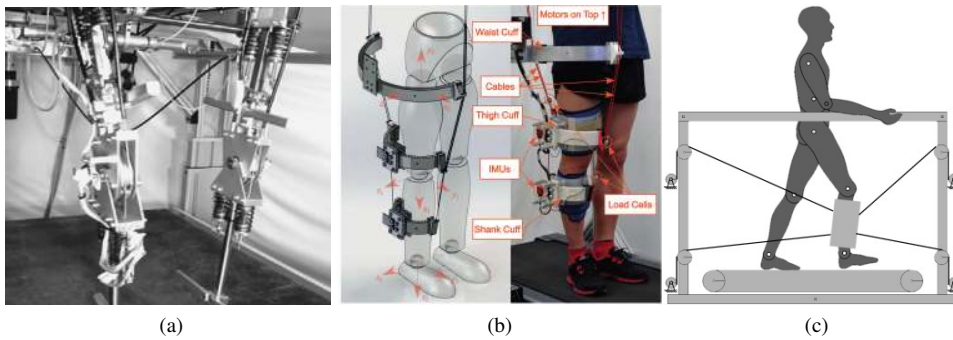 Motors on Top ↑
Waist Cuff
Cables
Thigh Cuff
IMUs
Load Cells
Shank Cuff
(a)
(b)
(c)